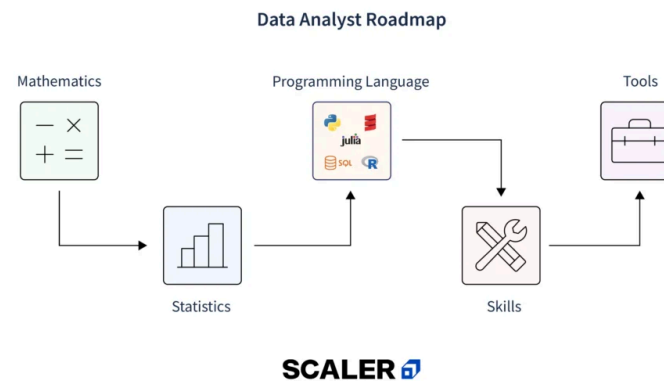 Data Analyst Roadmap
Mathematics
Programming Language
Tools
julia
SQL
R
Statistics
Skills
SCALER